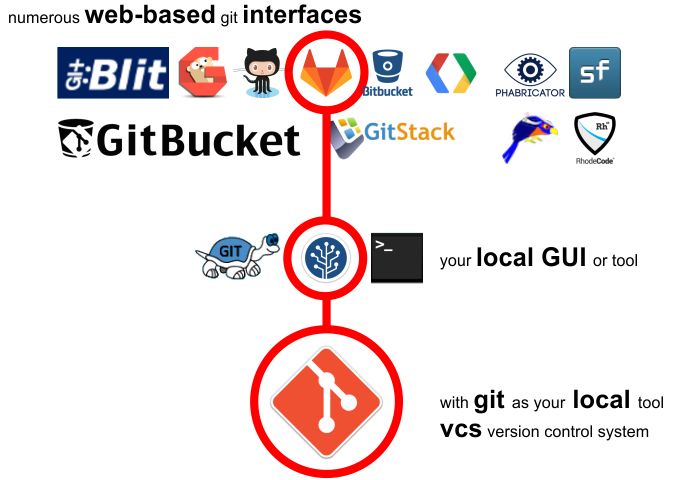 numerous web-based git interfaces
Git:Blit
Bitbucket
PHABRICATOR
sf
GitBucket
GitStack
Rh
RhodeCode
GIT
>_
your local GUI or tool
with git as your local tool
vcs version control system